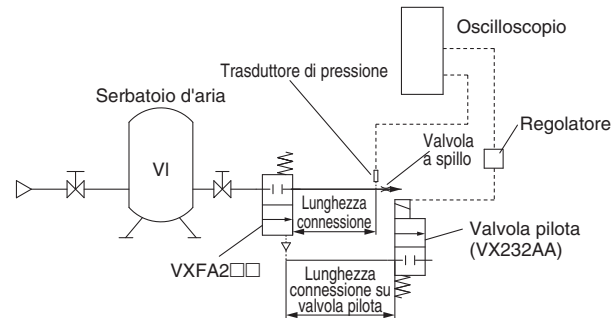 Oscilloscopio
Trasduttore di pressione
Serbatoio d'aria
Valvola
a spillo
Regolatore
VI
Lunghezza
connessione
Valvola pilota
(VX232AA)
VXFA2□□
Lunghezza
connessione su
valvola pilota